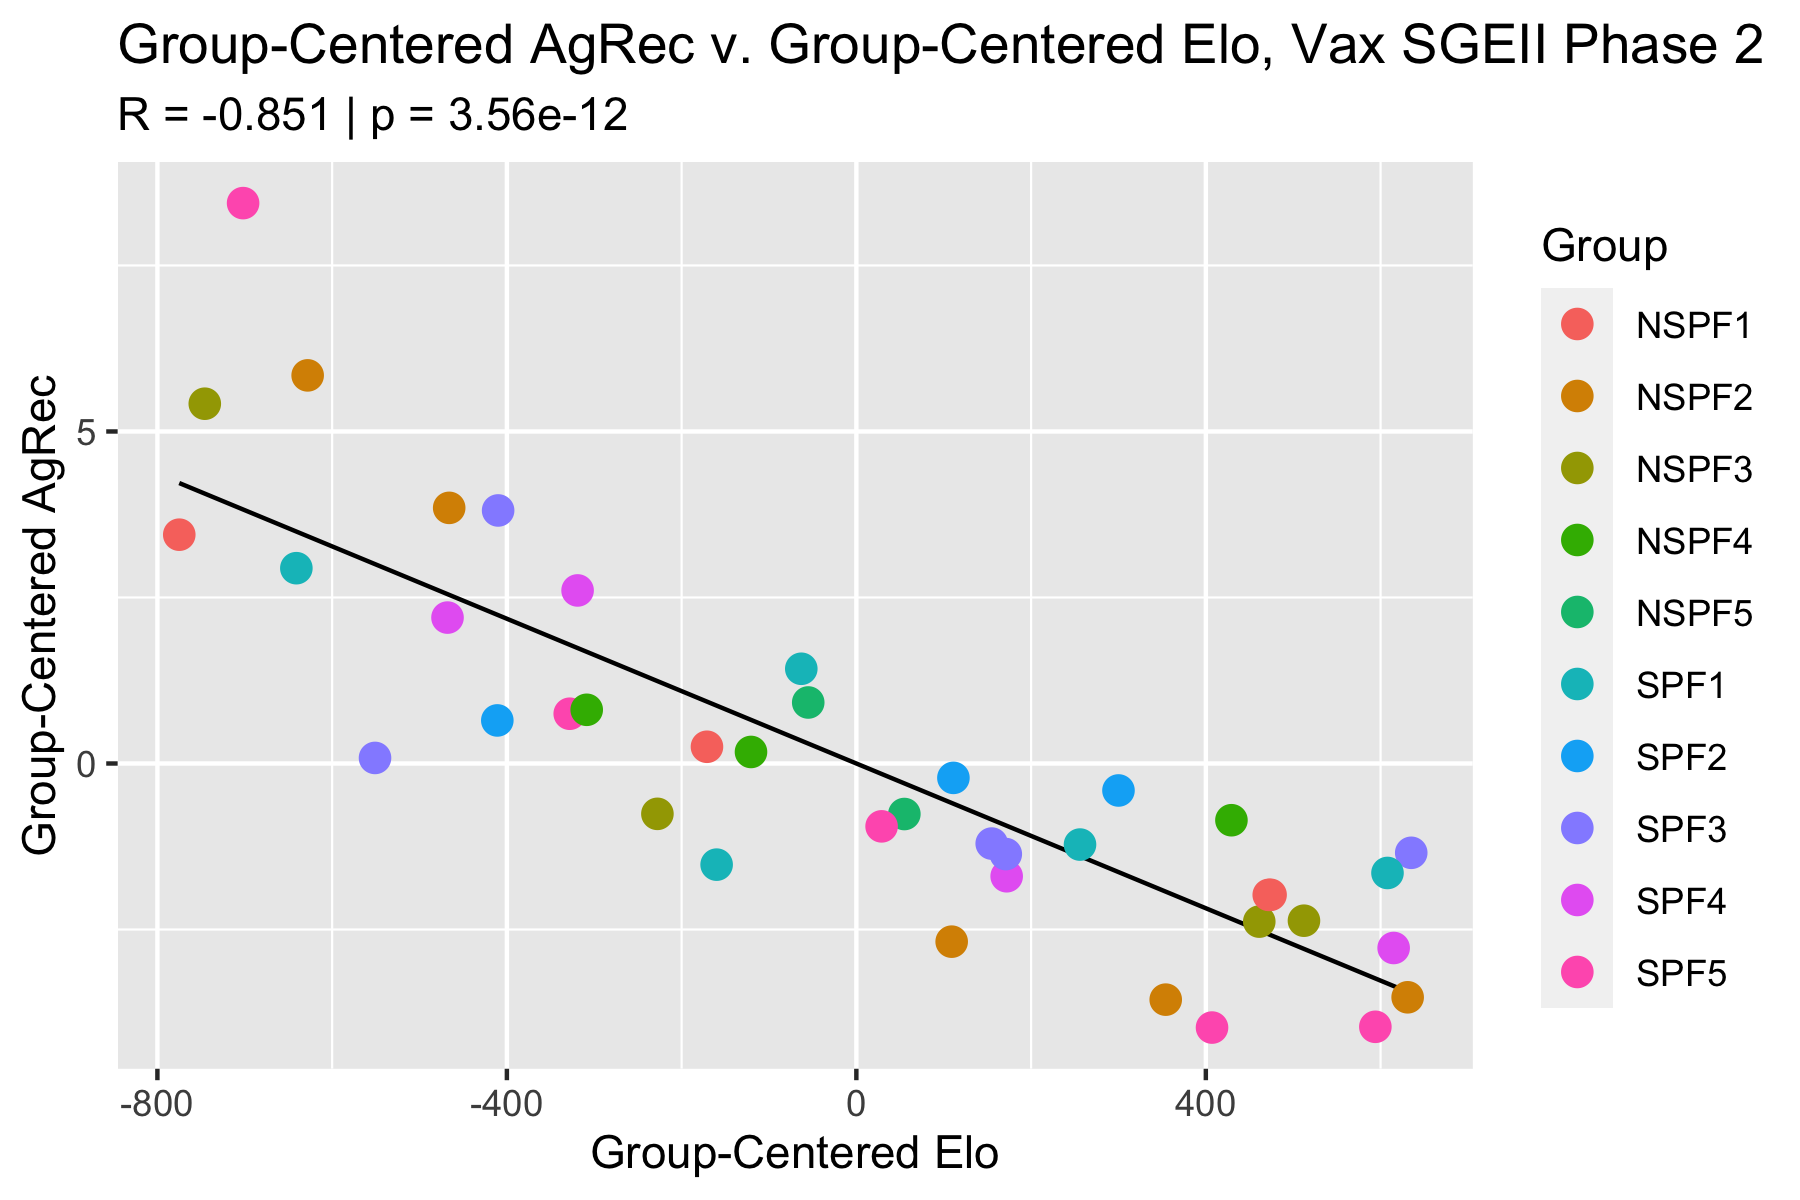 Group-Centered AgRec v. Group-Centered Elo, Vax SGEII Phase 2
R = -0.851 | p = 3.56e-12
Group-Centered AgRec
5
0
-800
-400
0
400
Group-Centered Elo
Group
NSPF1
NSPF2
NSPF3
NSPF4
NSPF5
SPF1
SPF2
SPF3
SPF4
SPF5